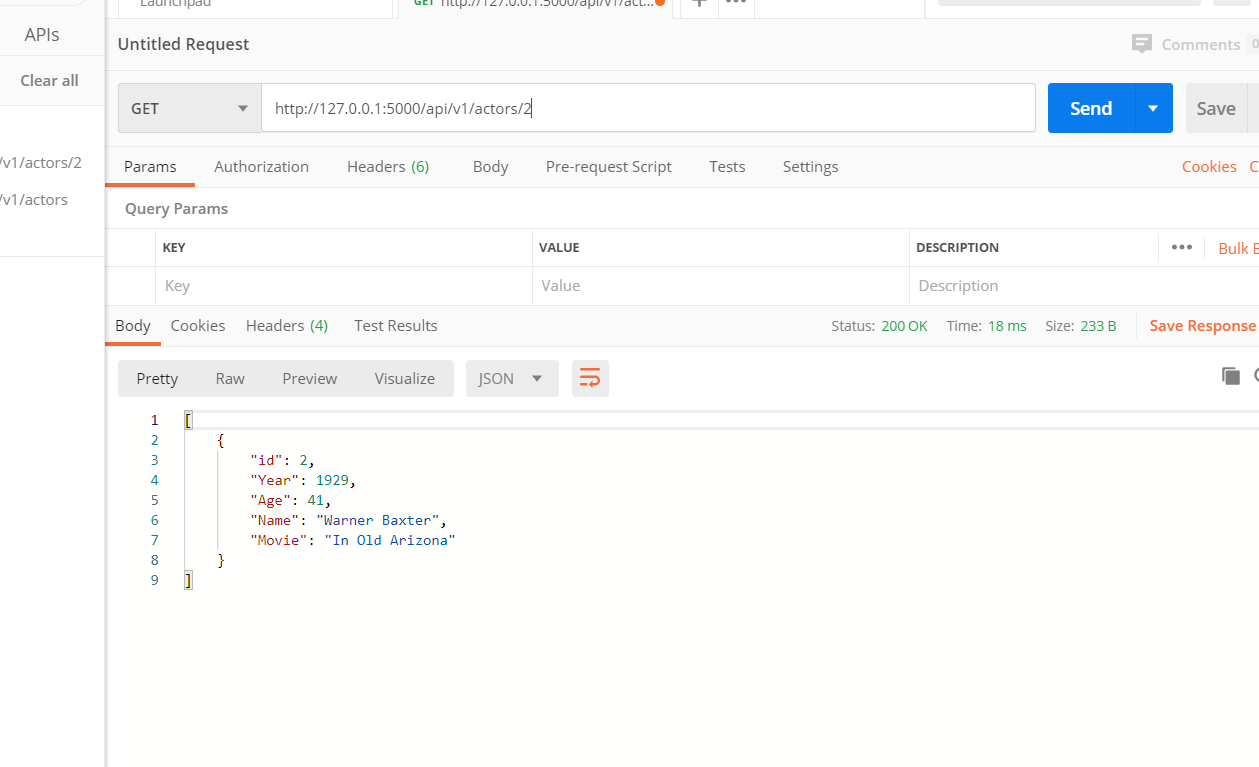 Launchpad
GET http://127.0.0.1:5000/api/v1/act...
APIs
Untitled Request
Comments 0
Clear all
GET
http://127.0.0.1:5000/api/v1/actors/2
Send
Save
/v1/actors/2
/v1/actors
Params Authorization Headers (6) Body Pre-request Script Tests Settings Cookies C
Query Params
KEY VALUE DESCRIPTION ••• Bulk E
Key Value Description
Body Cookies Headers (4) Test Results Status: 200 OK Time: 18 ms Size: 233 B Save Response
Pretty Raw Preview Visualize JSON
1 [
2 {
3 "id": 2,
4 "Year": 1929,
5 "Age": 41,
6 "Name": "Warner Baxter",
7 "Movie": "In Old Arizona"
8 }
9 ]